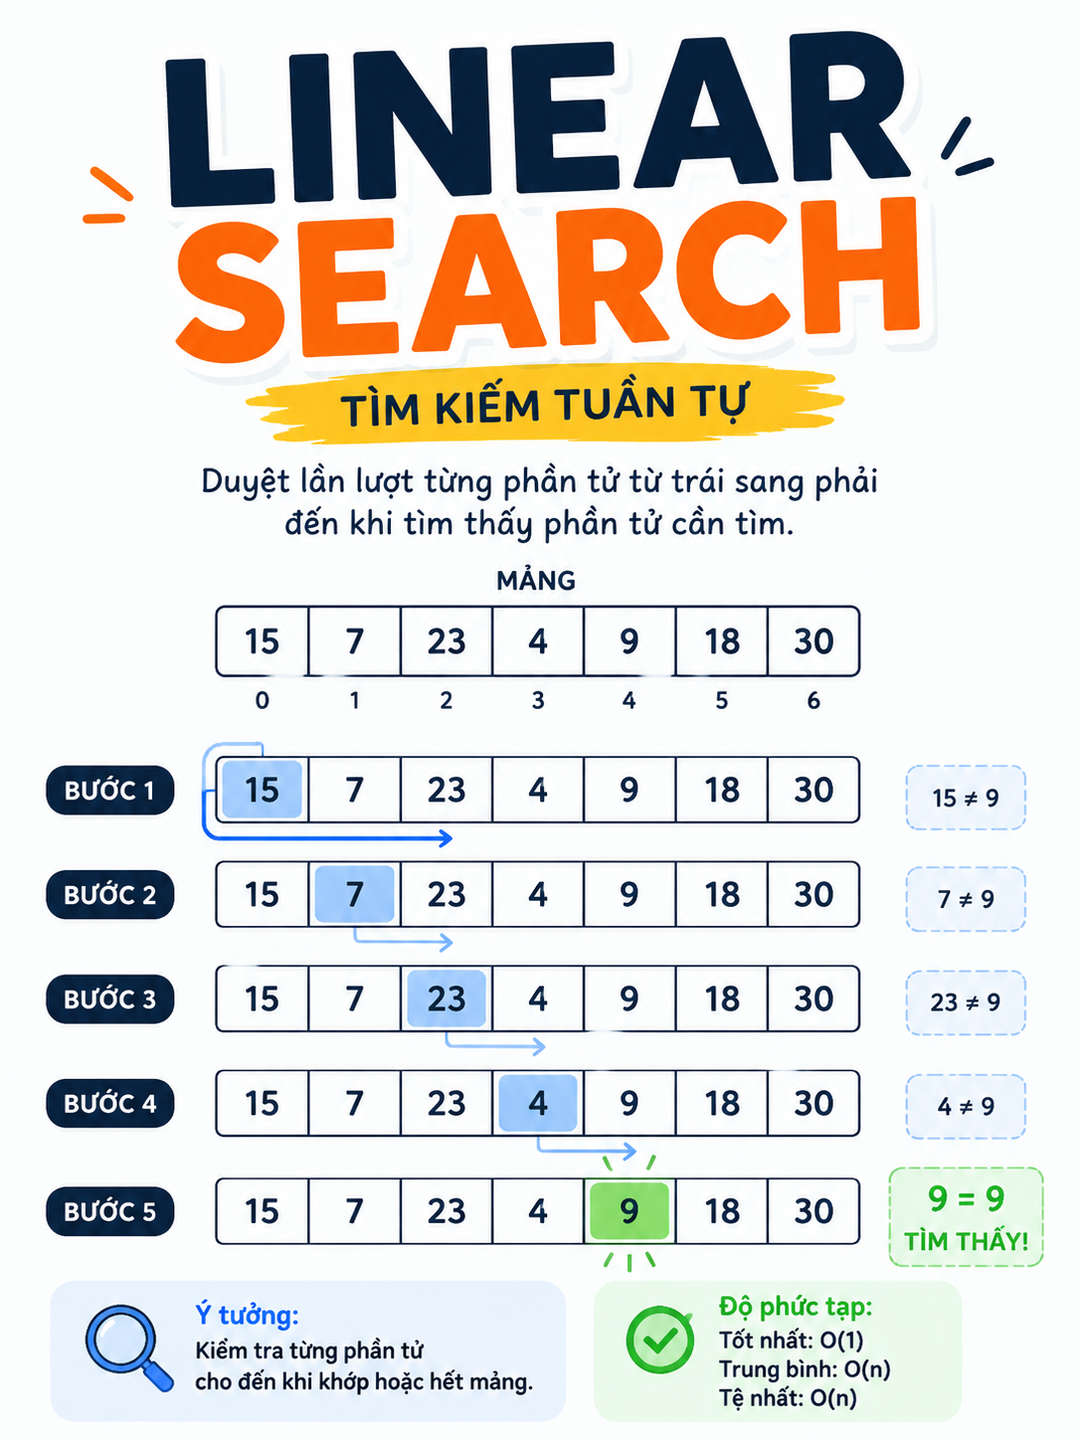 LINEAR
SEARCH
TÌM KIẾM TUẦN TỰ
Duyệt lần lượt từng phần tử từ trái sang phải
đến khi tìm thấy phần tử cần tìm.
MẢNG
15 7 23 4 9 18 30
0 1 2 3 4 5 6
BƯỚC 1 15 7 23 4 9 18 30 15 ≠ 9
BƯỚC 2 15 7 23 4 9 18 30 7 ≠ 9
BƯỚC 3 15 7 23 4 9 18 30 23 ≠ 9
BƯỚC 4 15 7 23 4 9 18 30 4 ≠ 9
BƯỚC 5 15 7 23 4 9 18 30 9 = 9
TÌM THẤY!
Ý tưởng:
Kiểm tra từng phần tử
cho đến khi khớp hoặc hết mảng.
Độ phức tạp:
Tốt nhất: O(1)
Trung bình: O(n)
Tệ nhất: O(n)